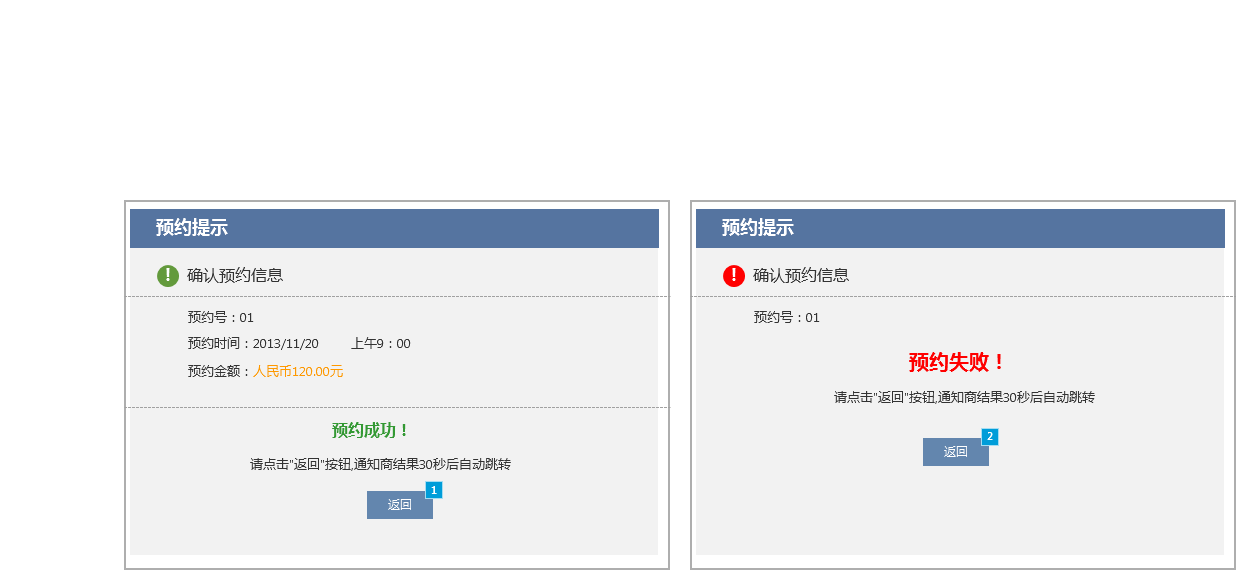 预约提示
! 确认预约信息
预约号：01
预约时间：2013/11/20 上午9：00
预约金额：人民币120.00元
预约成功！
请点击"返回"按钮,通知商结果30秒后自动跳转
返回 1
预约提示
! 确认预约信息
预约号：01
预约失败！
请点击"返回"按钮,通知商结果30秒后自动跳转
返回 2